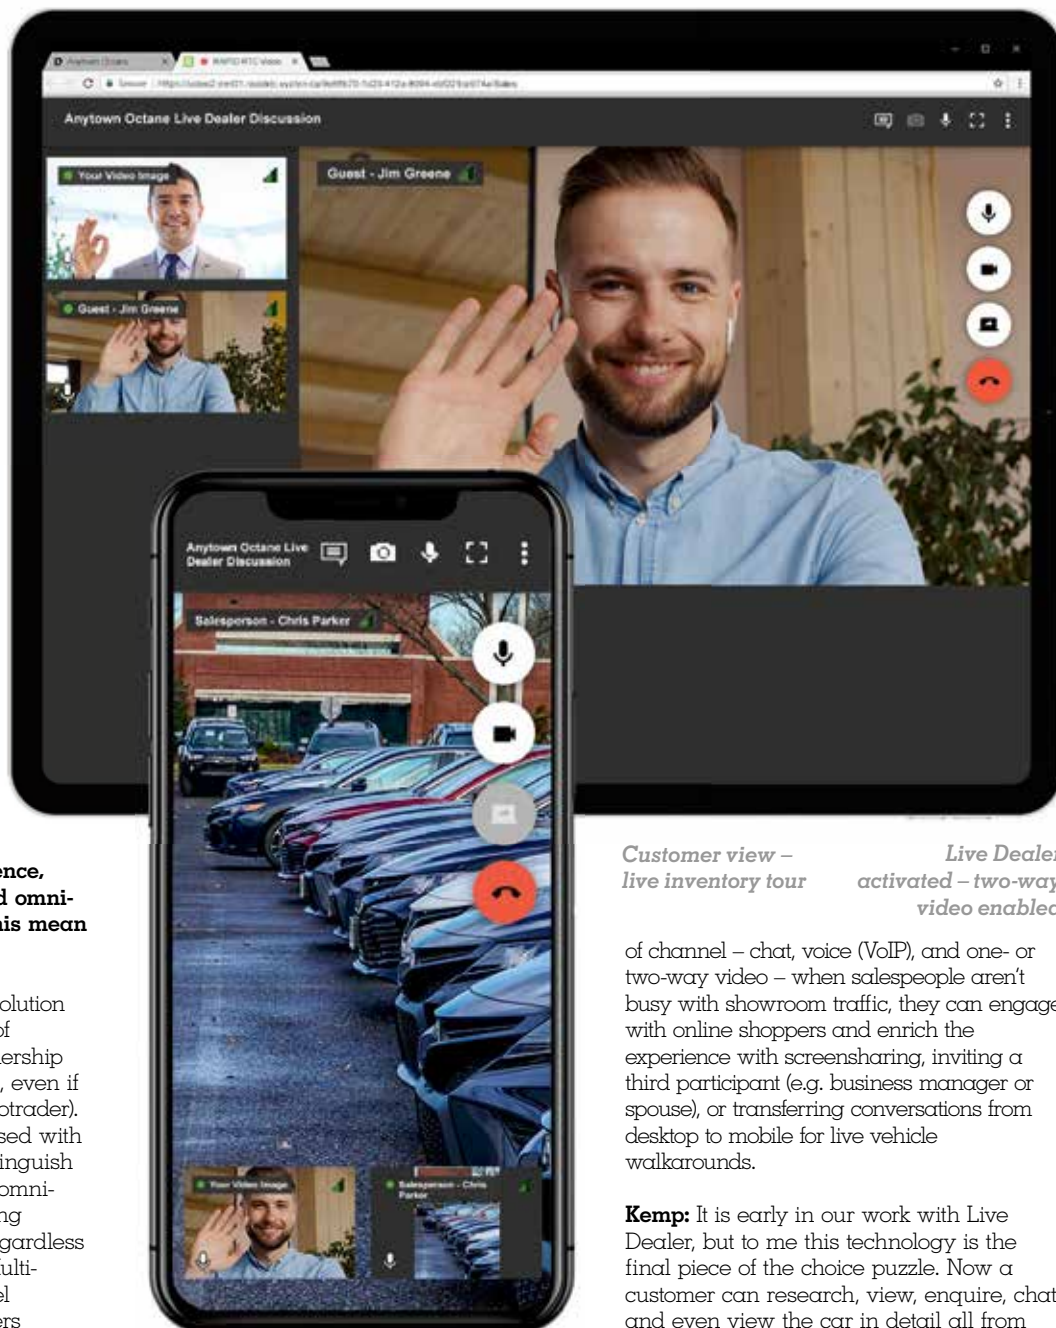 Anytown Octane Live Dealer Discussion
Your Video Image
Guest - Jim Greene
Guest - Jim Greene
Anytown Octane Live
Dealer Discussion
Salesperson - Chris Parker
Your Video Image
Salesperson - Chris
Parker
ence,
d omni-
his mean
olution
of
ership
, even if
otrader).
sed with
inguish
omni-
ng
gardless
ulti-
el
ers
Customer view –
live inventory tour
Live Dealer
activated – two-way
video enabled
of channel – chat, voice (VoIP), and one- or
two-way video – when salespeople aren't
busy with showroom traffic, they can engage
with online shoppers and enrich the
experience with screensharing, inviting a
third participant (e.g. business manager or
spouse), or transferring conversations from
desktop to mobile for live vehicle
walkarounds.
Kemp: It is early in our work with Live
Dealer, but to me this technology is the
final piece of the choice puzzle. Now a
customer can research, view, enquire, chat
and even view the car in detail all from